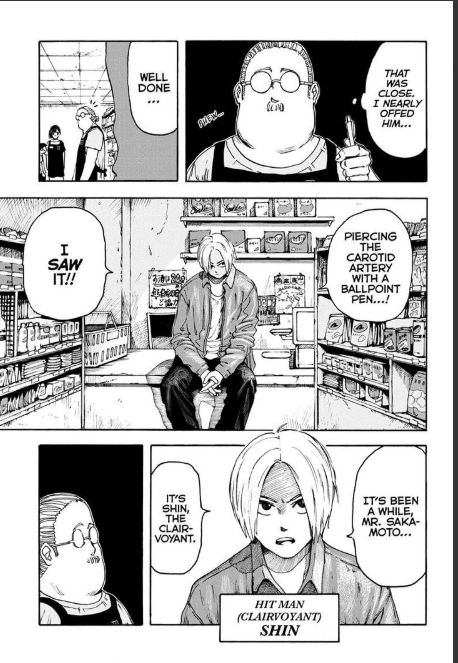 THAT
WAS
CLOSE.
I NEARLY
OFFED
HIM...
PHEW...
WELL
DONE
...
PIERCING
THE
CAROTID
ARTERY
WITH A
BALLPOINT
PEN...!
I
SAW
IT!!
IT'S BEEN
A WHILE,
MR. SAKA-
MOTO...
HIT MAN
(CLAIRVOYANT)
SHIN
IT'S
SHIN,
THE
CLAIR-
VOYANT.